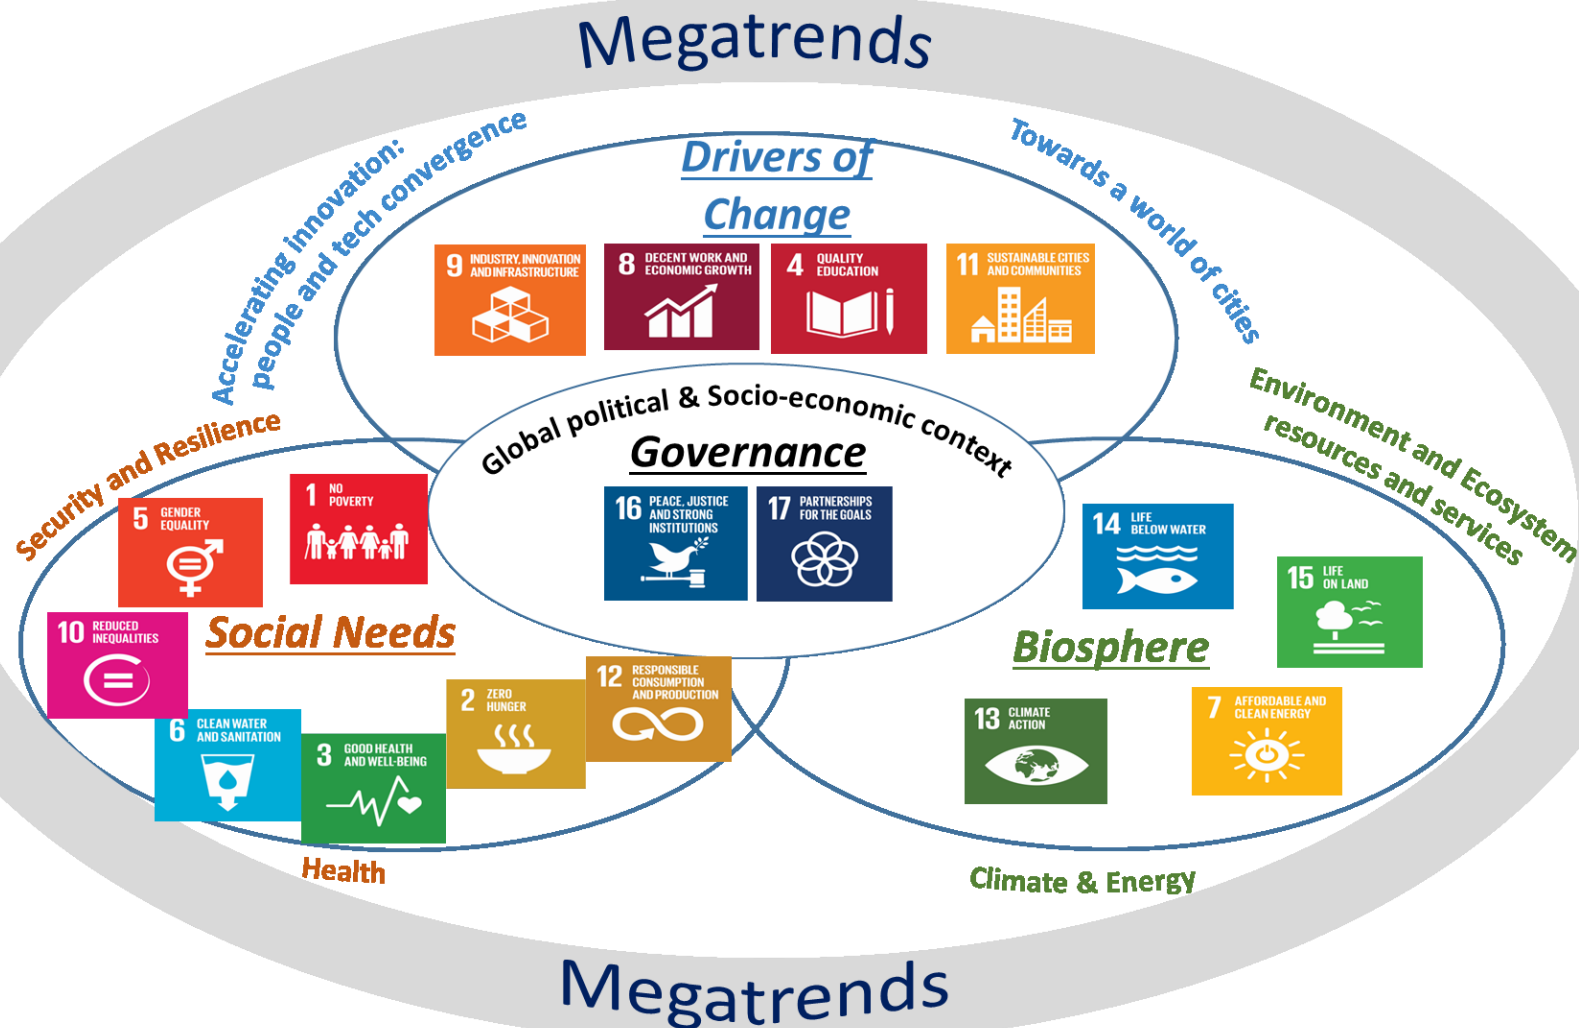 Megatrends
Accelerating innovation:
people and tech convergence
Towards a world of cities
Drivers of
Change
9 INDUSTRY, INNOVATION
AND INFRASTRUCTURE
8 DECENT WORK AND
ECONOMIC GROWTH
4 QUALITY
EDUCATION
11 SUSTAINABLE CITIES
AND COMMUNITIES
Global political & Socio-economic context
Governance
16 PEACE, JUSTICE
AND STRONG
INSTITUTIONS
17 PARTNERSHIPS
FOR THE GOALS
Security and Resilience
5 GENDER
EQUALITY
1 NO
POVERTY
10 REDUCED
INEQUALITIES
Social Needs
6 CLEAN WATER
AND SANITATION
3 GOOD HEALTH
AND WELL-BEING
2 ZERO
HUNGER
12 RESPONSIBLE
CONSUMPTION
AND PRODUCTION
Health
Environment and Ecosystem
resources and services
14 LIFE
BELOW WATER
15 LIFE
ON LAND
Biosphere
13 CLIMATE
ACTION
7 AFFORDABLE AND
CLEAN ENERGY
Climate & Energy
Megatrends